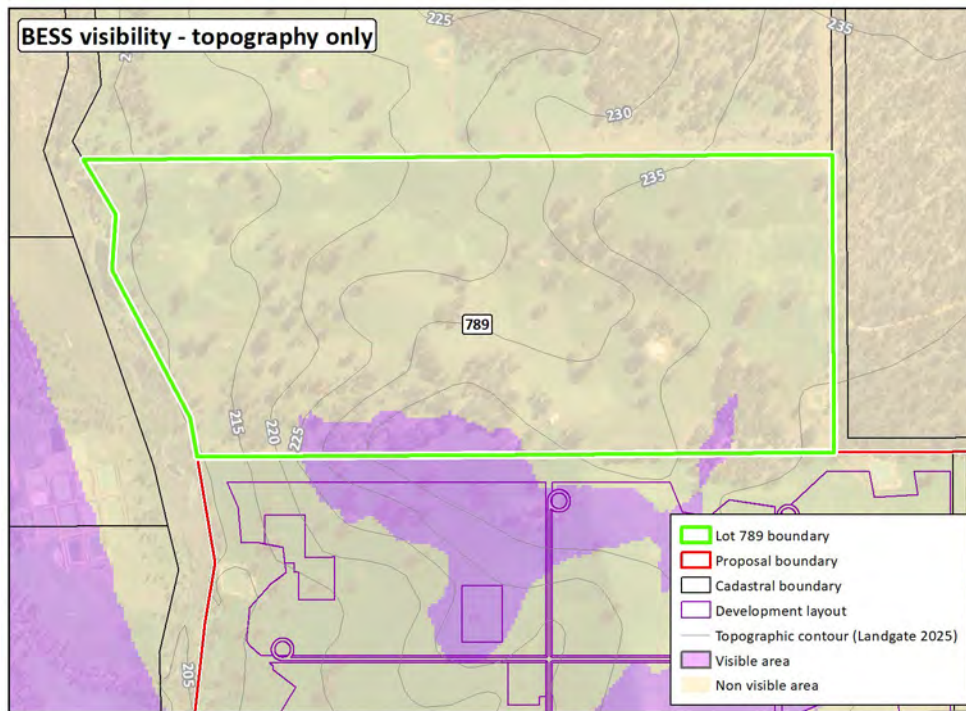 BESS visibility - topography only
225
235
230
235
789
215
220
225
205
Lot 789 boundary
Proposal boundary
Cadastral boundary
Development layout
Topographic contour (Landgate 2025)
Visible area
Non visible area